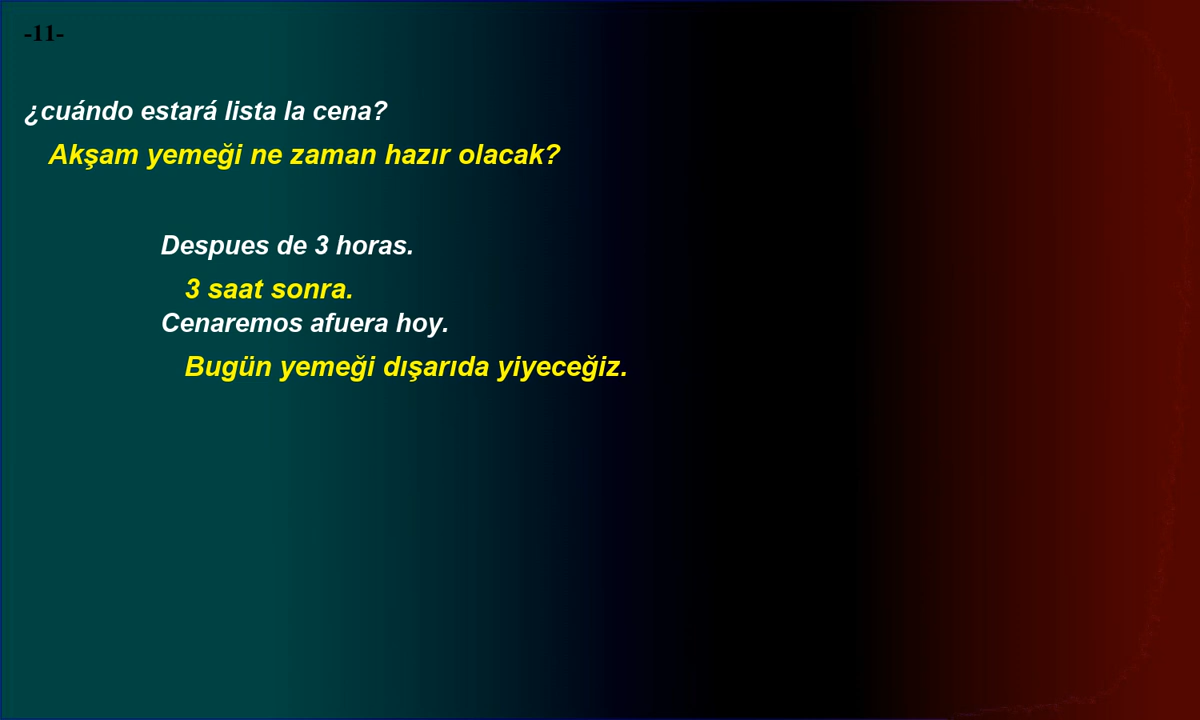 -11-
¿cuándo estará lista la cena?
Akşam yemeği ne zaman hazır olacak?
Despues de 3 horas.
3 saat sonra.
Cenaremos afuera hoy.
Bugün yemeği dışarıda yiyeceğiz.